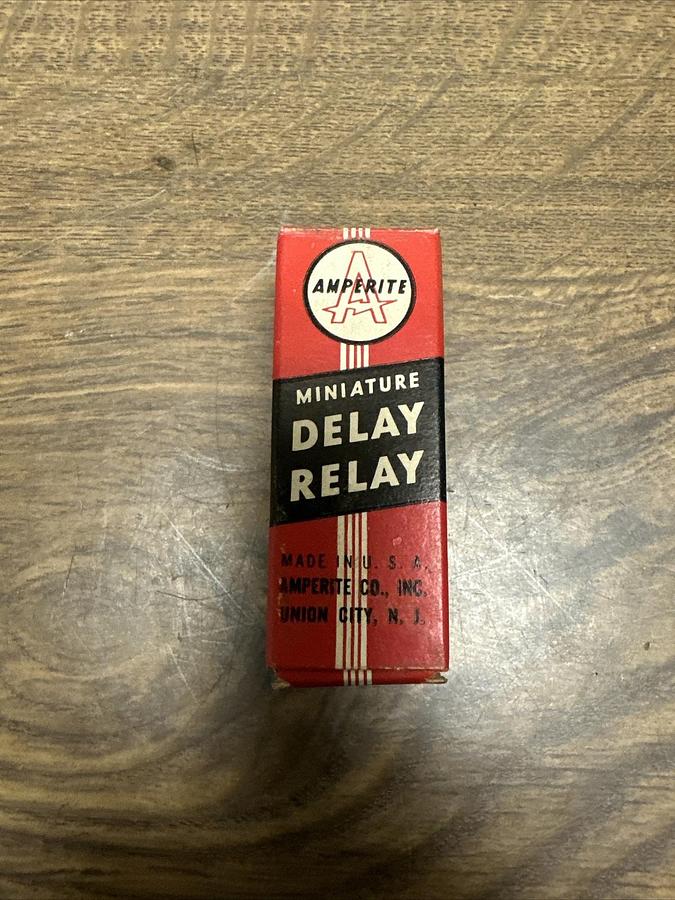 A
AMPERITE
MINIATURE
DELAY
RELAY
MADE IN U. S. A.
AMPERITE CO., INC.
UNION CITY, N. J.